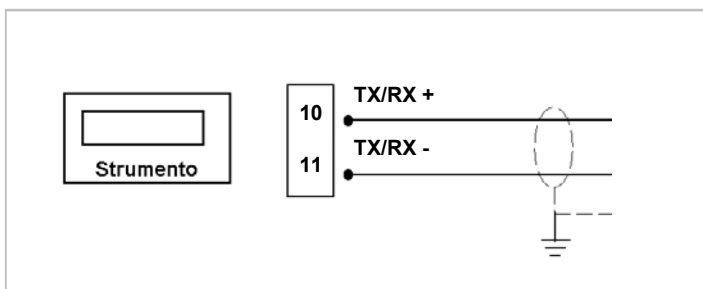 TX/RX +
10
TX/RX -
11
Strumento